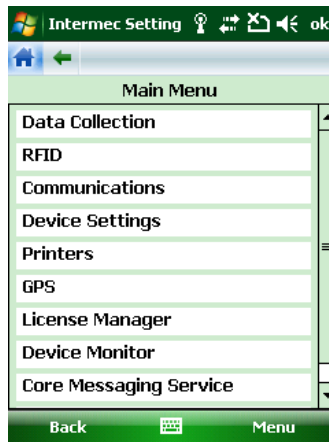 Intermec Setting ok
Main Menu
Data Collection
RFID
Communications
Device Settings
Printers
GPS
License Manager
Device Monitor
Core Messaging Service
Back Menu